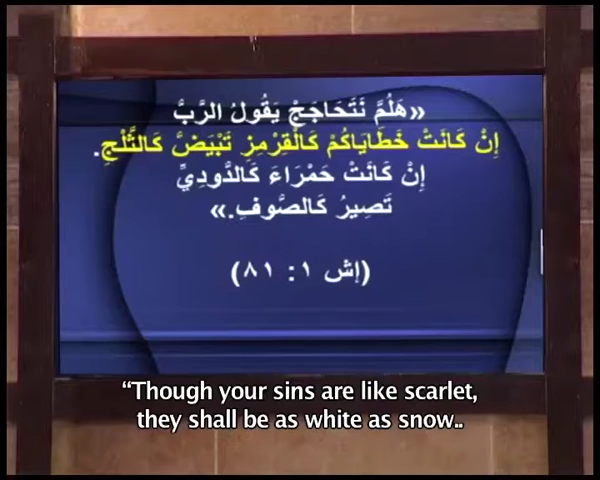 «هَلُمَّ نَتَحَاجَجْ يَقُولُ الرَّبُّ
إِنْ كَانَتْ خَطَايَاكُمْ كَالْقِرْمِزِ تَبْيَضُّ كَالثَّلْجِ.
إِنْ كَانَتْ حَمْرَاءَ كَالدُّودِيِّ
تَصِيرُ كَالصُّوفِ.»
(إش ١: ٨١)
“Though your sins are like scarlet,
they shall be as white as snow..